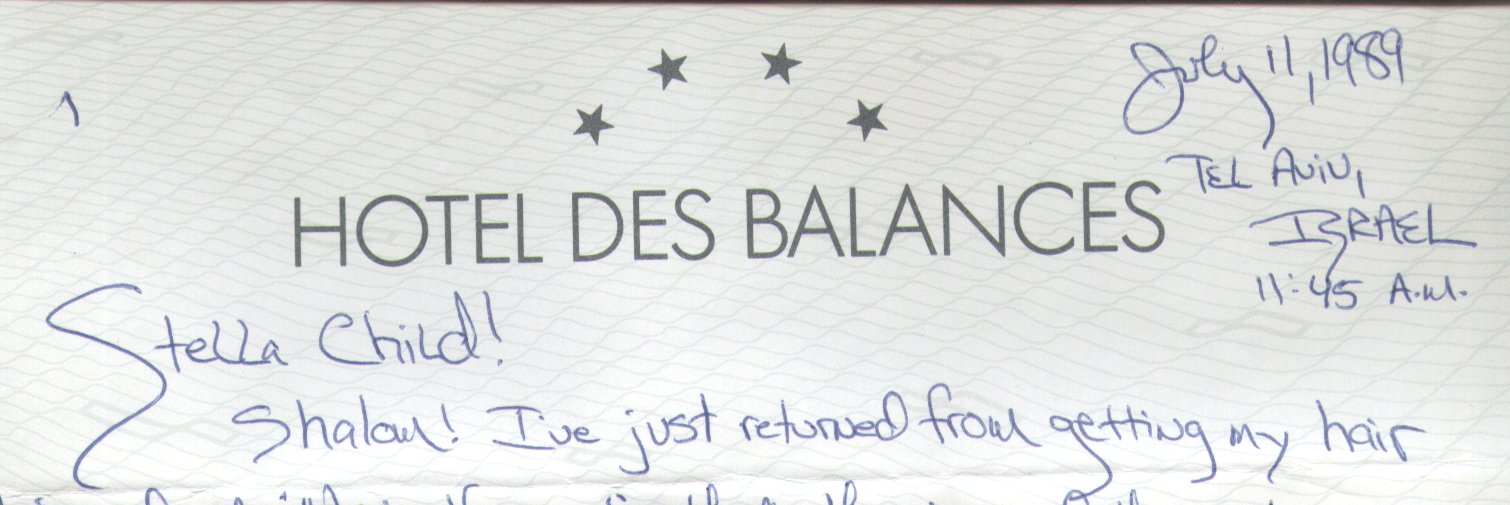 1
July 11, 1989
TEL AVIV,
ISRAEL
11:45 A.M.
HOTEL DES BALANCES
Stella Child!
Shalom! I've just returned from getting my hair